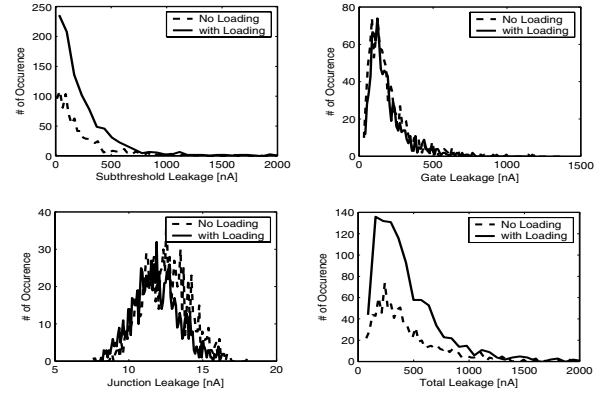 250
200
150
100
50
0
# of Occurence
No Loading
with Loading
0 500 1000 1500 2000
Subthreshold Leakage [nA]
80
60
40
20
0
# of Occurence
No Loading
with Loading
0 500 1000 1500
Gate Leakage [nA]
40
30
20
10
0
# of Occurence
No Loading
with Loading
5 10 15 20
Junction Leakage [nA]
140
120
100
80
60
40
20
0
# of Occurence
No Loading
with Loading
0 500 1000 1500 2000
Total Leakage [nA]